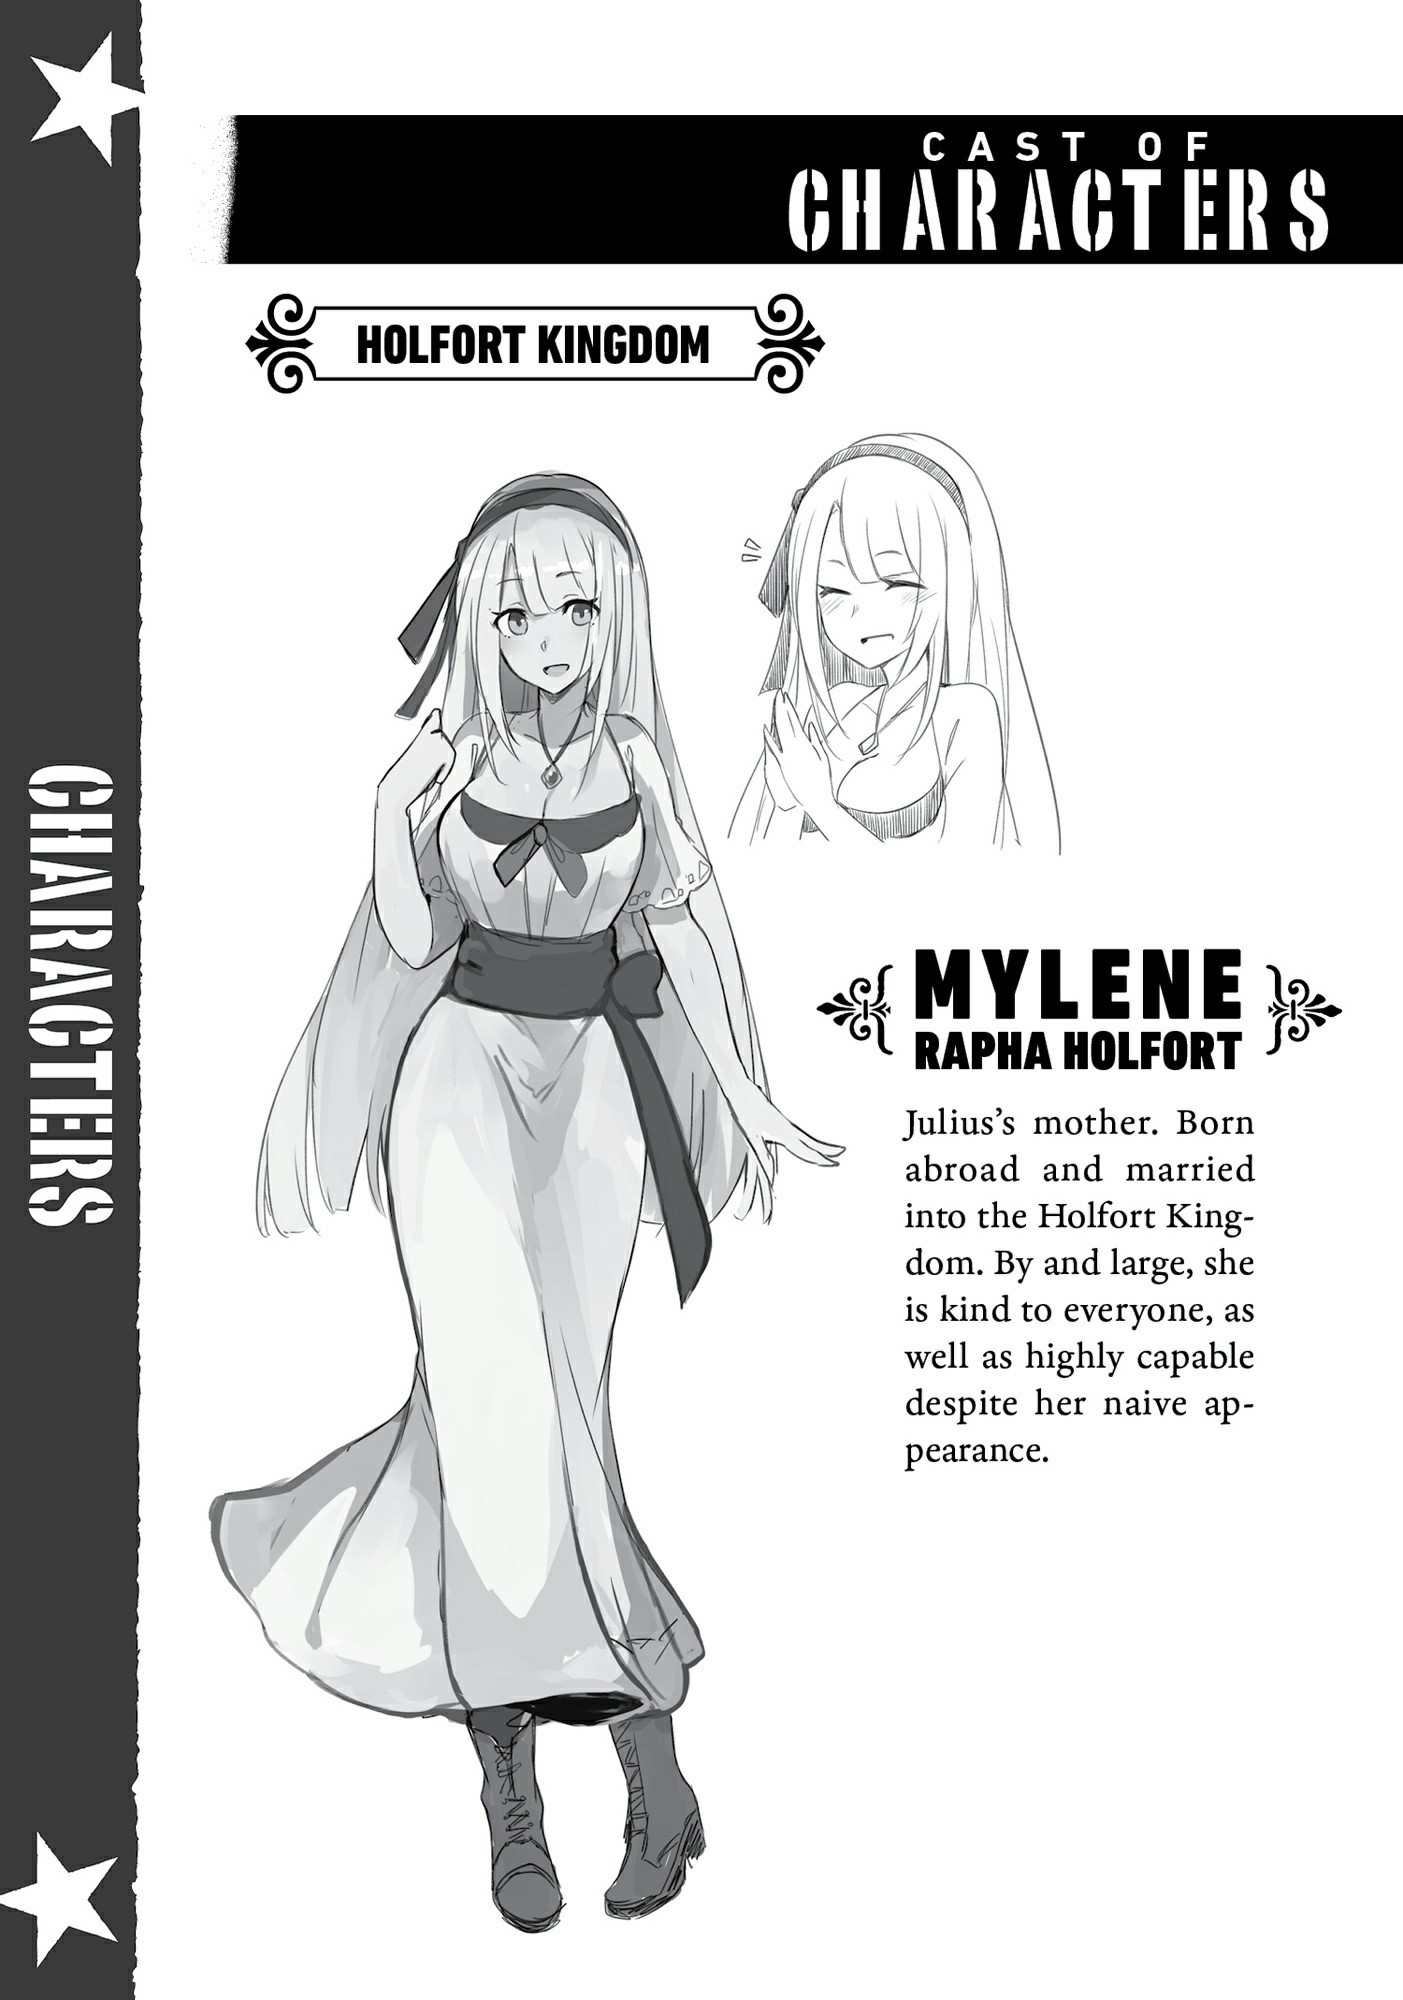 CAST OF
CHARACTERS
HOLFORT KINGDOM
CHARACTERS
MYLENE
RAPHA HOLFORT
Julius’s mother. Born
abroad and married
into the Holfort King-
dom. By and large, she
is kind to everyone, as
well as highly capable
despite her naive ap-
pearance.